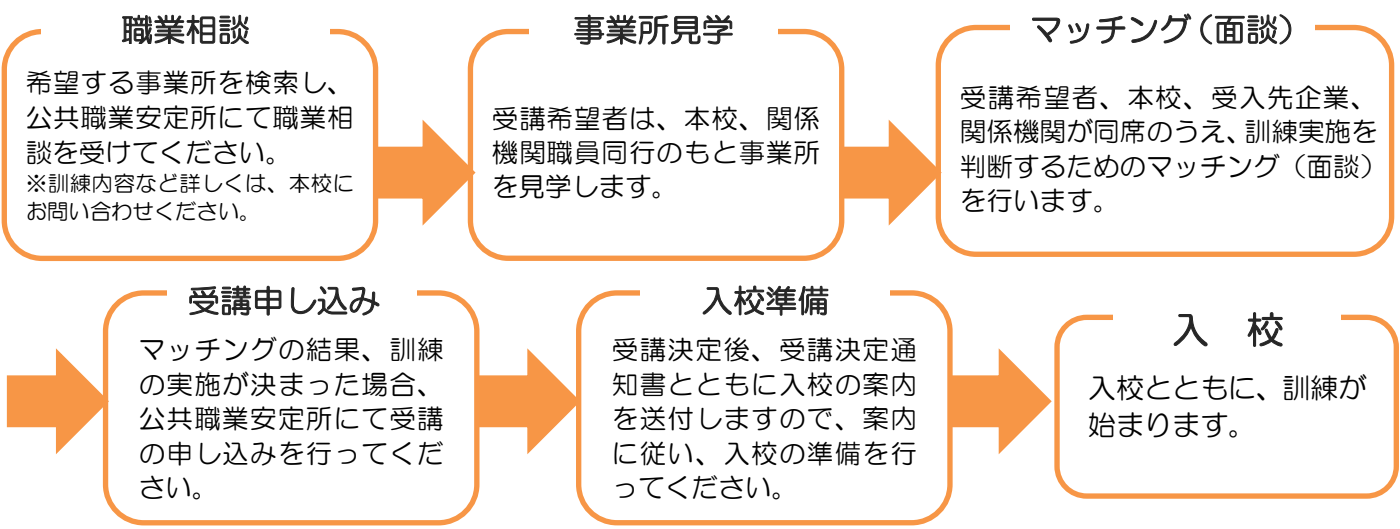 職業相談
希望する事業所を検索し、
公共職業安定所にて職業相
談を受けてください。
※訓練内容など詳しくは、本校に
お問い合わせください。
事業所見学
受講希望者は、本校、関係
機関職員同行のもと事業所
を見学します。
マッチング(面談)
受講希望者、本校、受入先企業、
関係機関が同席のうえ、訓練実施を
判断するためのマッチング（面談）
を行います。
受講申し込み
マッチングの結果、訓練
の実施が決まった場合、
公共職業安定所にて受講
の申し込みを行ってくだ
さい。
入校準備
受講決定後、受講決定通
知書とともに入校の案内
を送付しますので、案内
に従い、入校の準備を行
ってください。
入　校
入校とともに、訓練が
始まります。